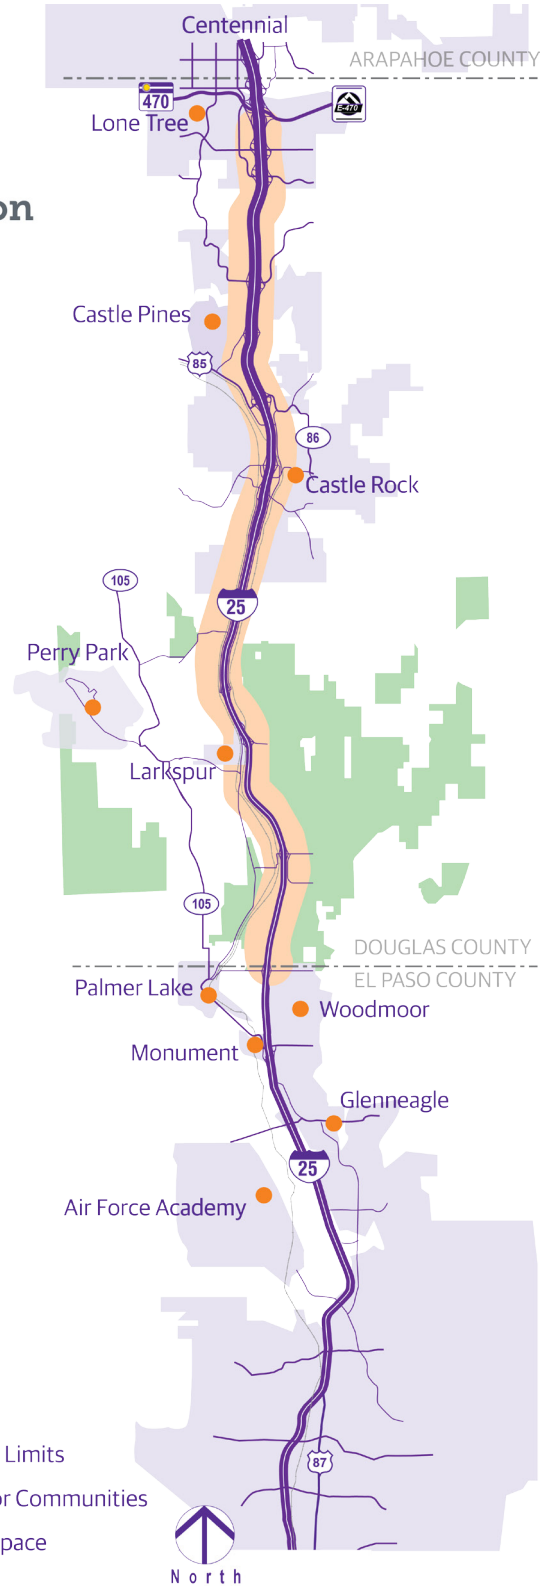 Centennial
ARAPAHOE COUNTY
470
E-470
Lone Tree
on
Castle Pines
85
86
Castle Rock
105
25
Perry Park
Larkspur
105
DOUGLAS COUNTY
EL PASO COUNTY
Palmer Lake
Woodmoor
Monument
Glenneagle
25
Air Force Academy
Limits
87
or Communities
pace
North